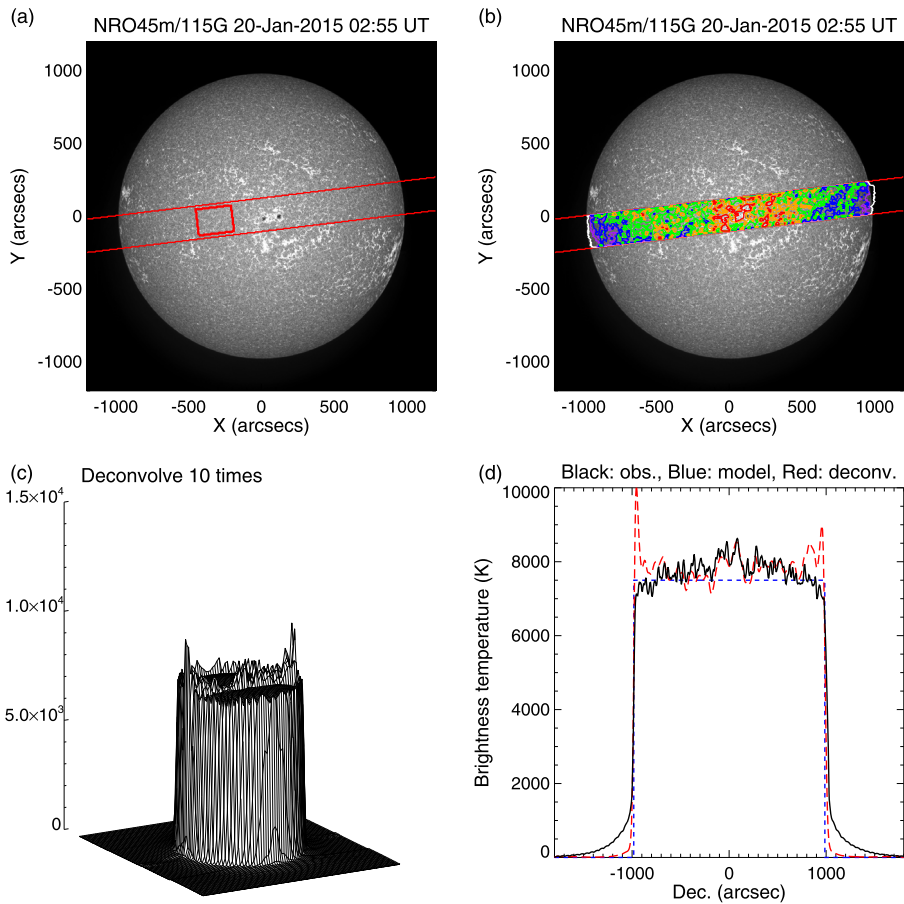 (a)
NRO45m/115G 20-Jan-2015 02:55 UT
1000
500
0
-500
-1000
Y (arcsecs)
-1000 -500 0 500 1000
X (arcsecs)
(b)
NRO45m/115G 20-Jan-2015 02:55 UT
1000
500
0
-500
-1000
Y (arcsecs)
-1000 -500 0 500 1000
X (arcsecs)
(c)
Deconvolve 10 times
1.5×10⁴
1.0×10⁴
5.0×10³
0
(d)
Black: obs., Blue: model, Red: deconv.
10000
8000
6000
4000
2000
0
Brightness temperature (K)
-1000 0 1000
Dec. (arcsec)